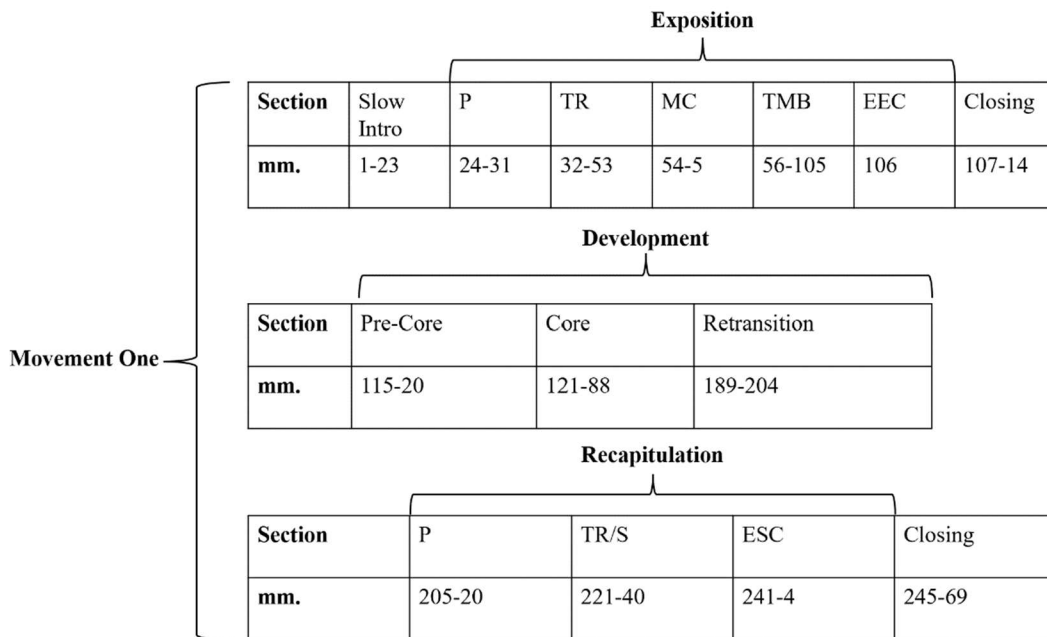 Exposition
Section Slow Intro P TR MC TMB EEC Closing
mm. 1-23 24-31 32-53 54-5 56-105 106 107-14
Development
Section Pre-Core Core Retransition
Movement One
mm. 115-20 121-88 189-204
Recapitulation
Section P TR/S ESC Closing
mm. 205-20 221-40 241-4 245-69